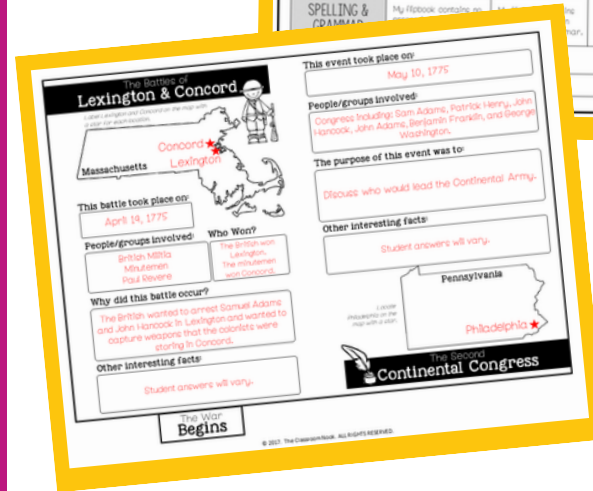 SPELLING &
GRAMMAR
My flipbook contains no
The Battles of
Lexington & Concord
Label Lexington and Concord on the map with
a star for each location.
Concord
Lexington
Massachusetts
This battle took place on:
April 19, 1775
People/groups involved:
British Militia
Minutemen
Paul Revere
Who Won?
The British won
Lexington.
The minutemen
won Concord.
Why did this battle occur?
The British wanted to arrest Samuel Adams
and John Hancock in Lexington and wanted to
capture weapons that the colonists were
storing in Concord.
Other interesting facts:
Student answers will vary.
The War
Begins
This event took place on:
May 10, 1775
People/groups involved:
Congress including: Sam Adams, Patrick Henry, John
Hancock, John Adams, Benjamin Franklin, and George
Washington.
The purpose of this event was to:
Discuss who would lead the Continental Army.
Other interesting facts:
Student answers will vary.
Pennsylvania
Locate
Philadelphia on the
map with a star.
Philadelphia
The Second
Continental Congress
© 2017. The Classroom Nook. ALL RIGHTS RESERVED.